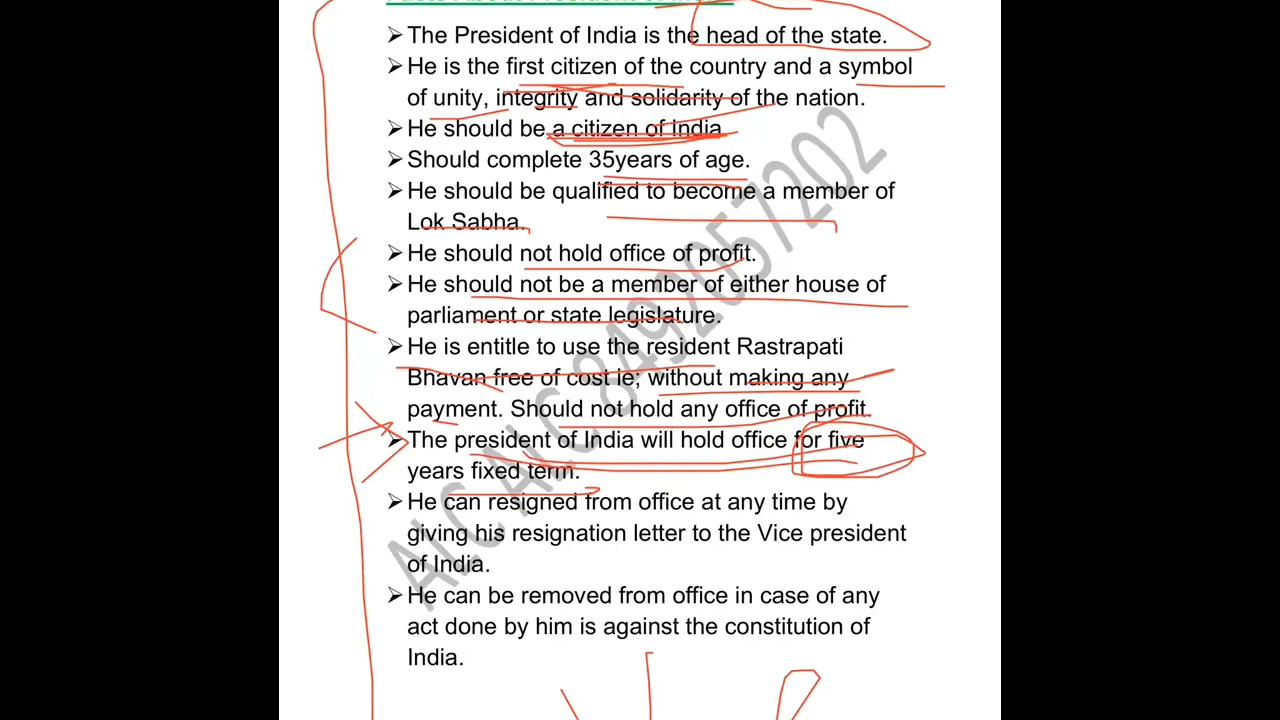 ➤ The President of India is the head of the state.
➤ He is the first citizen of the country and a symbol
of unity, integrity and solidarity of the nation.
➤ He should be a citizen of India.
➤ Should complete 35years of age.
➤ He should be qualified to become a member of
Lok Sabha.
➤ He should not hold office of profit.
➤ He should not be a member of either house of
parliament or state legislature.
➤ He is entitle to use the resident Rastrapati
Bhavan free of cost ie; without making any
payment. Should not hold any office of profit.
➤ The president of India will hold office for five
years fixed term.
➤ He can resigned from office at any time by
giving his resignation letter to the Vice president
of India.
➤ He can be removed from office in case of any
act done by him is against the constitution of
India.
AIC AIC 8492057202